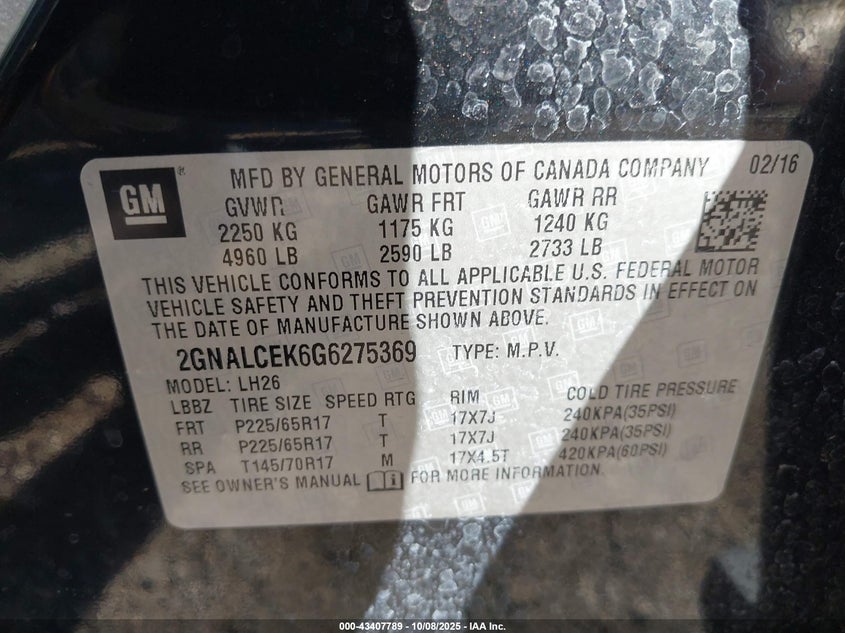 GM
®
MFD BY GENERAL MOTORS OF CANADA COMPANY 02/16
GVWR GAWR FRT GAWR RR
2250 KG 1175 KG 1240 KG
4960 LB 2590 LB 2733 LB
THIS VEHICLE CONFORMS TO ALL APPLICABLE U.S. FEDERAL MOTOR
VEHICLE SAFETY AND THEFT PREVENTION STANDARDS IN EFFECT ON
THE DATE OF MANUFACTURE SHOWN ABOVE.
2GNALCEK6G6275369 TYPE: M.P.V.
MODEL: LH26
LBBZ TIRE SIZE SPEED RTG RIM COLD TIRE PRESSURE
FRT P225/65R17 T 17X7J 240KPA(35PSI)
RR P225/65R17 T 17X7J 240KPA(35PSI)
SPA T145/70R17 M 17X4.5T 420KPA(60PSI)
SEE OWNER'S MANUAL i FOR MORE INFORMATION.
000-43407789 - 10/08/2025 - IAA Inc.